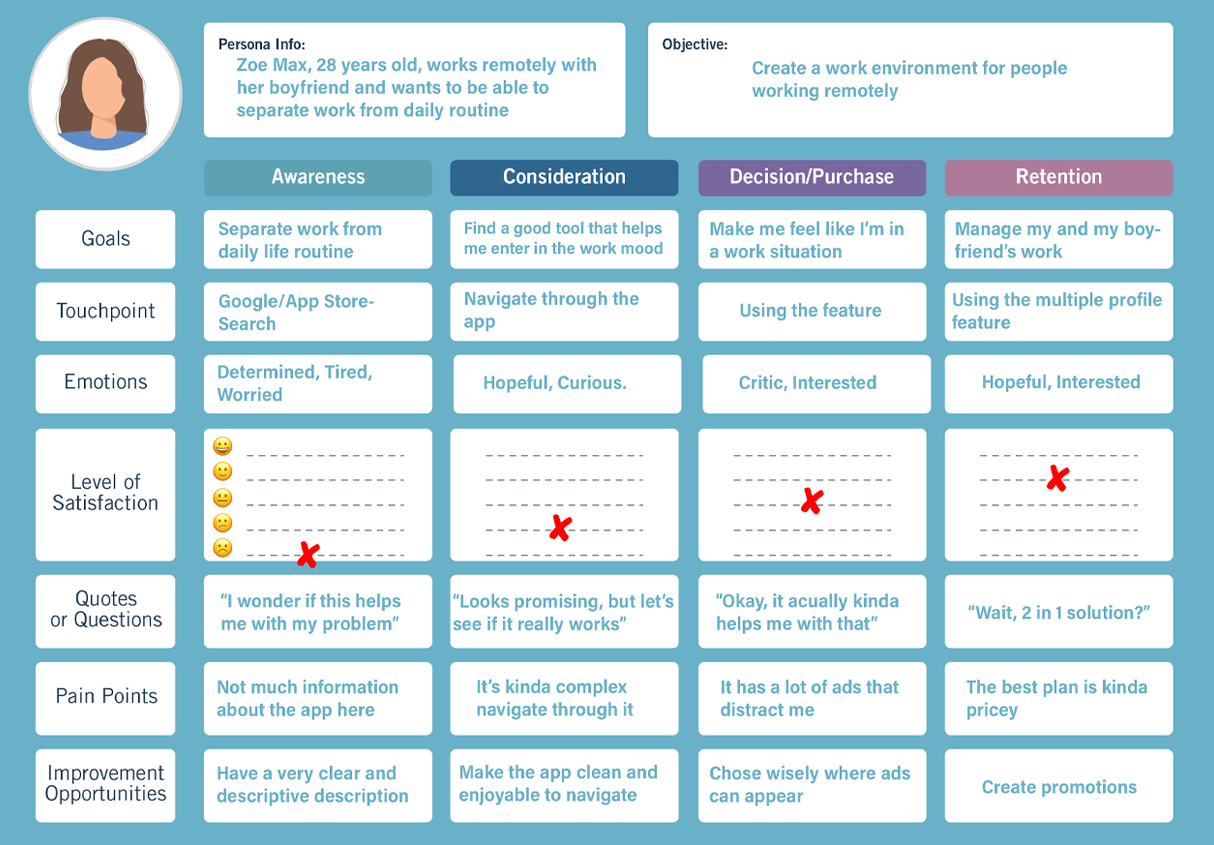 Persona Info:
Zoe Max, 28 years old, works remotely with
her boyfriend and wants to be able to
separate work from daily routine
Objective:
Create a work environment for people
working remotely
Awareness
Consideration
Decision/Purchase
Retention
Goals
Separate work from
daily life routine
Find a good tool that helps
me enter in the work mood
Make me feel like I'm in
a work situation
Manage my and my boy-
friend's work
Touchpoint
Google/App Store-
Search
Navigate through the
app
Using the feature
Using the multiple profile
feature
Emotions
Determined, Tired,
Worried
Hopeful, Curious.
Critic, Interested
Hopeful, Interested
Level of
Satisfaction
Quotes
or Questions
“I wonder if this helps
me with my problem”
“Looks promising, but let's
see if it really works”
“Okay, it acually kinda
helps me with that”
“Wait, 2 in 1 solution?”
Pain Points
Not much information
about the app here
It's kinda complex
navigate through it
It has a lot of ads that
distract me
The best plan is kinda
pricey
Improvement
Opportunities
Have a very clear and
descriptive description
Make the app clean and
enjoyable to navigate
Chose wisely where ads
can appear
Create promotions